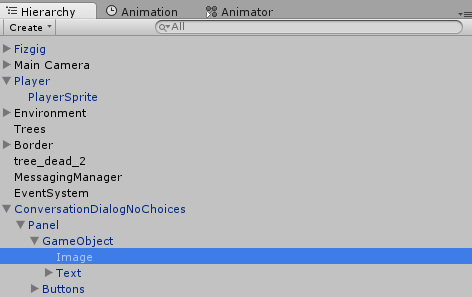 Hierarchy Animation Animator
Create All
Fizgig
Main Camera
Player
PlayerSprite
Environment
Trees
Border
tree_dead_2
MessagingManager
EventSystem
ConversationDialogNoChoices
Panel
GameObject
Image
Text
Buttons